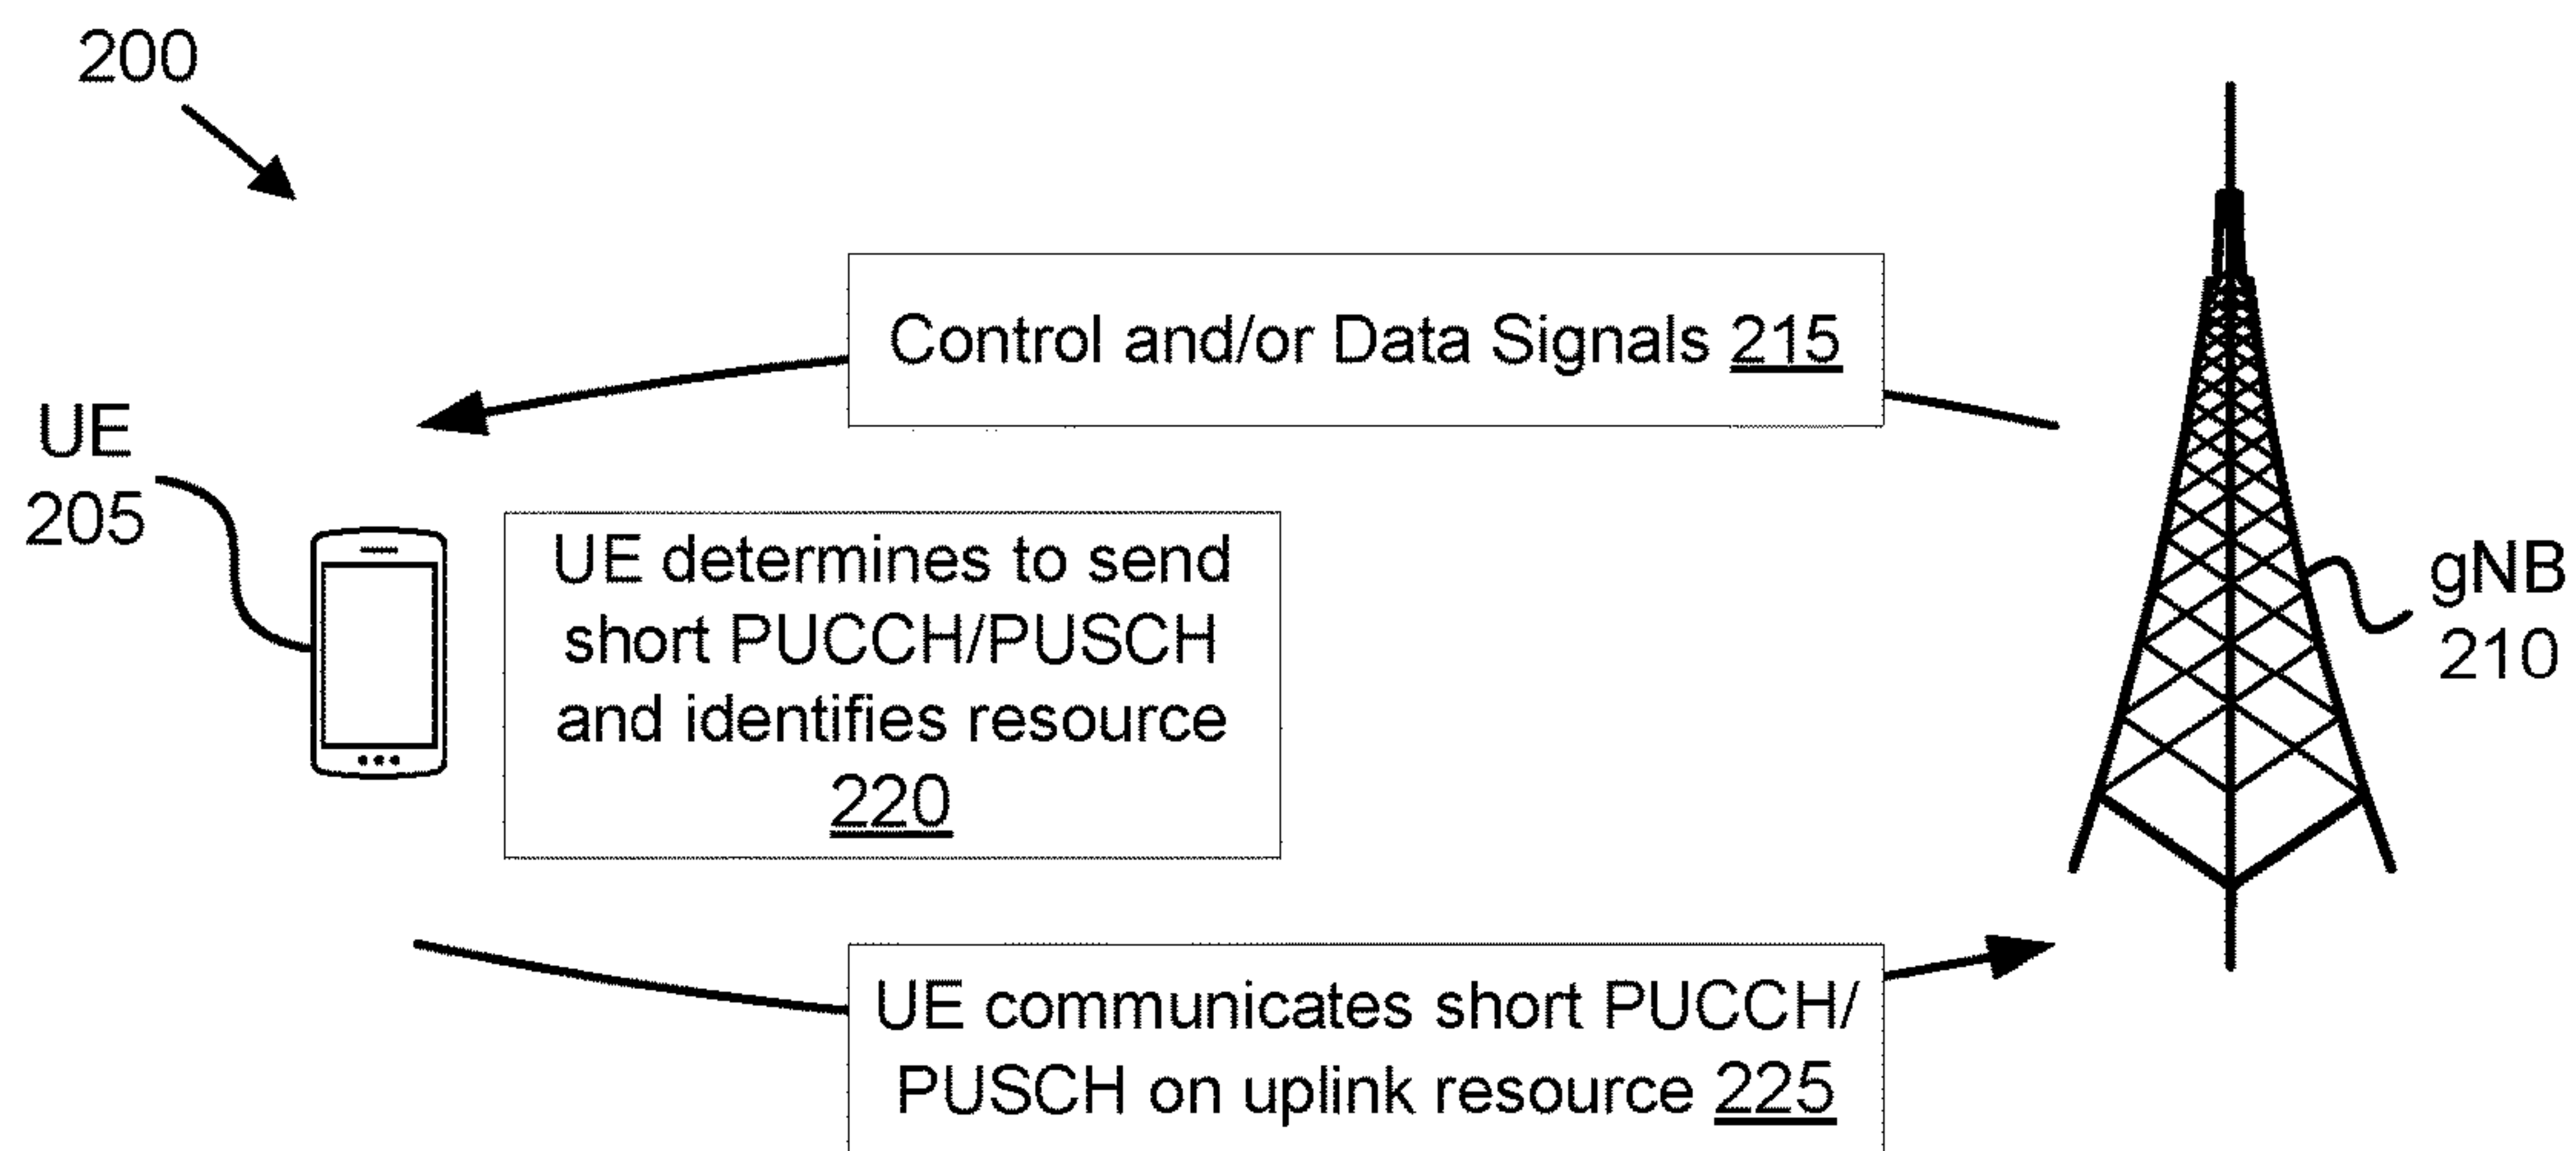 200
Control and/or Data Signals 215
UE
205
UE determines to send
short PUCCH/PUSCH
and identifies resource
220
gNB
210
UE communicates short PUCCH/
PUSCH on uplink resource 225